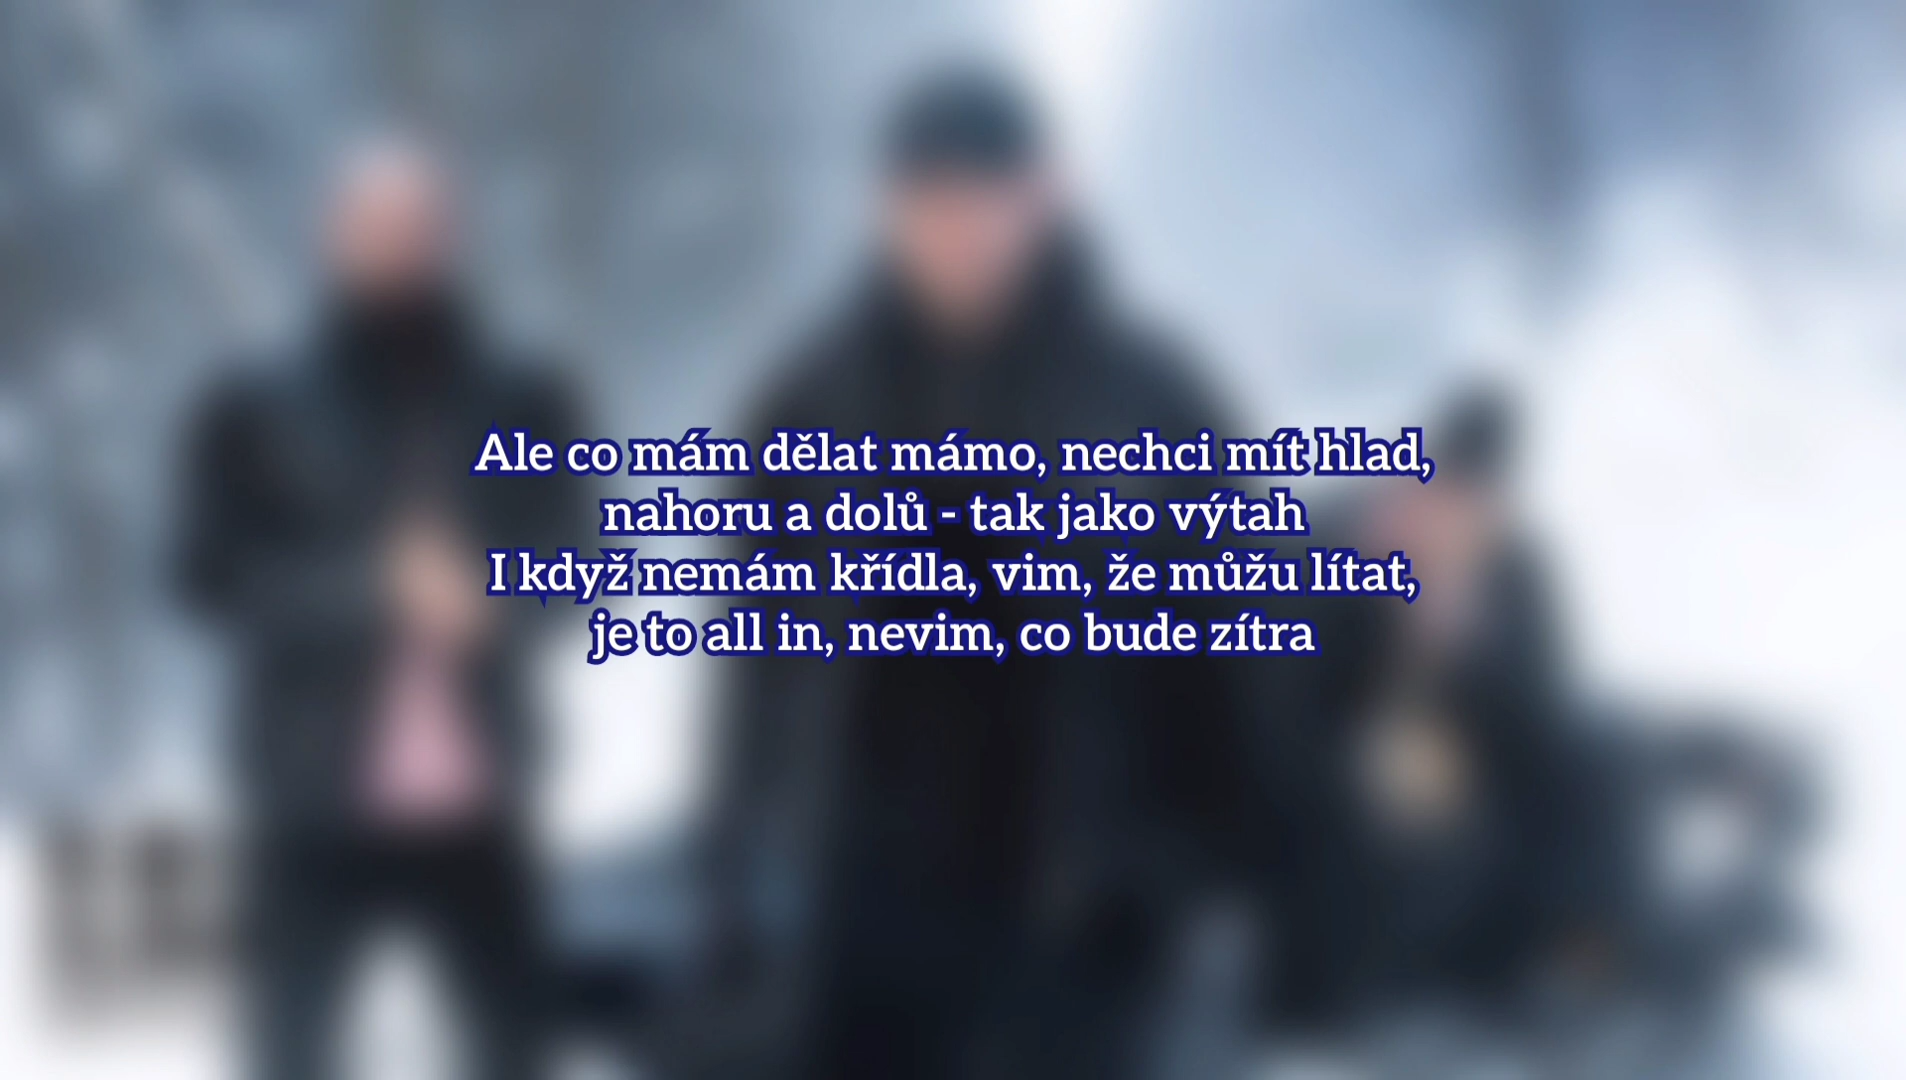 Ale co mám dělat mámo, nechci mít hlad,
nahoru a dolů - tak jako výtah
I když nemám křídla, vim, že můžu lítat,
je to all in, nevim, co bude zítra